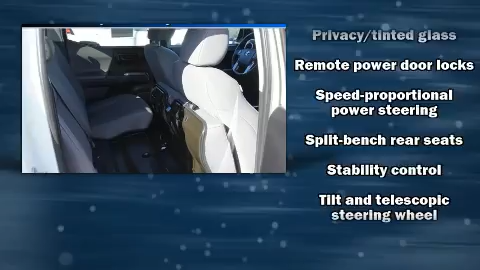 Privacy/tinted glass
Remote power door locks
Speed-proportional
power steering
Split-bench rear seats
Stability control
Tilt and telescopic
steering wheel